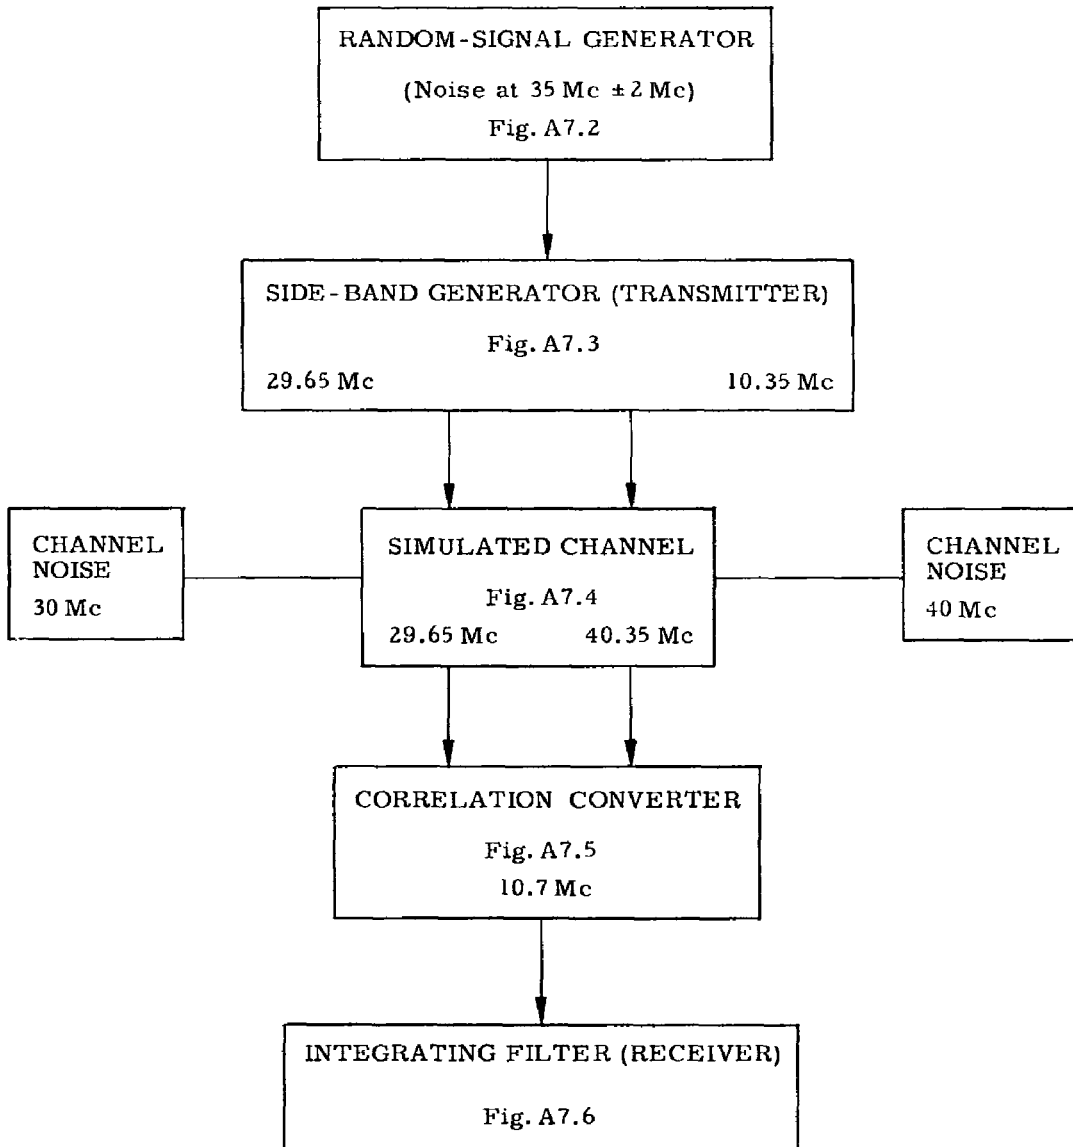 RANDOM-SIGNAL GENERATOR
(Noise at 35 Mc ±2 Mc)
Fig. A7.2
SIDE-BAND GENERATOR (TRANSMITTER)
Fig. A7.3
29.65 Mc 10.35 Mc
CHANNEL
NOISE
30 Mc
SIMULATED CHANNEL
Fig. A7.4
29.65 Mc 40.35 Mc
CHANNEL
NOISE
40 Mc
CORRELATION CONVERTER
Fig. A7.5
10.7 Mc
INTEGRATING FILTER (RECEIVER)
Fig. A7.6